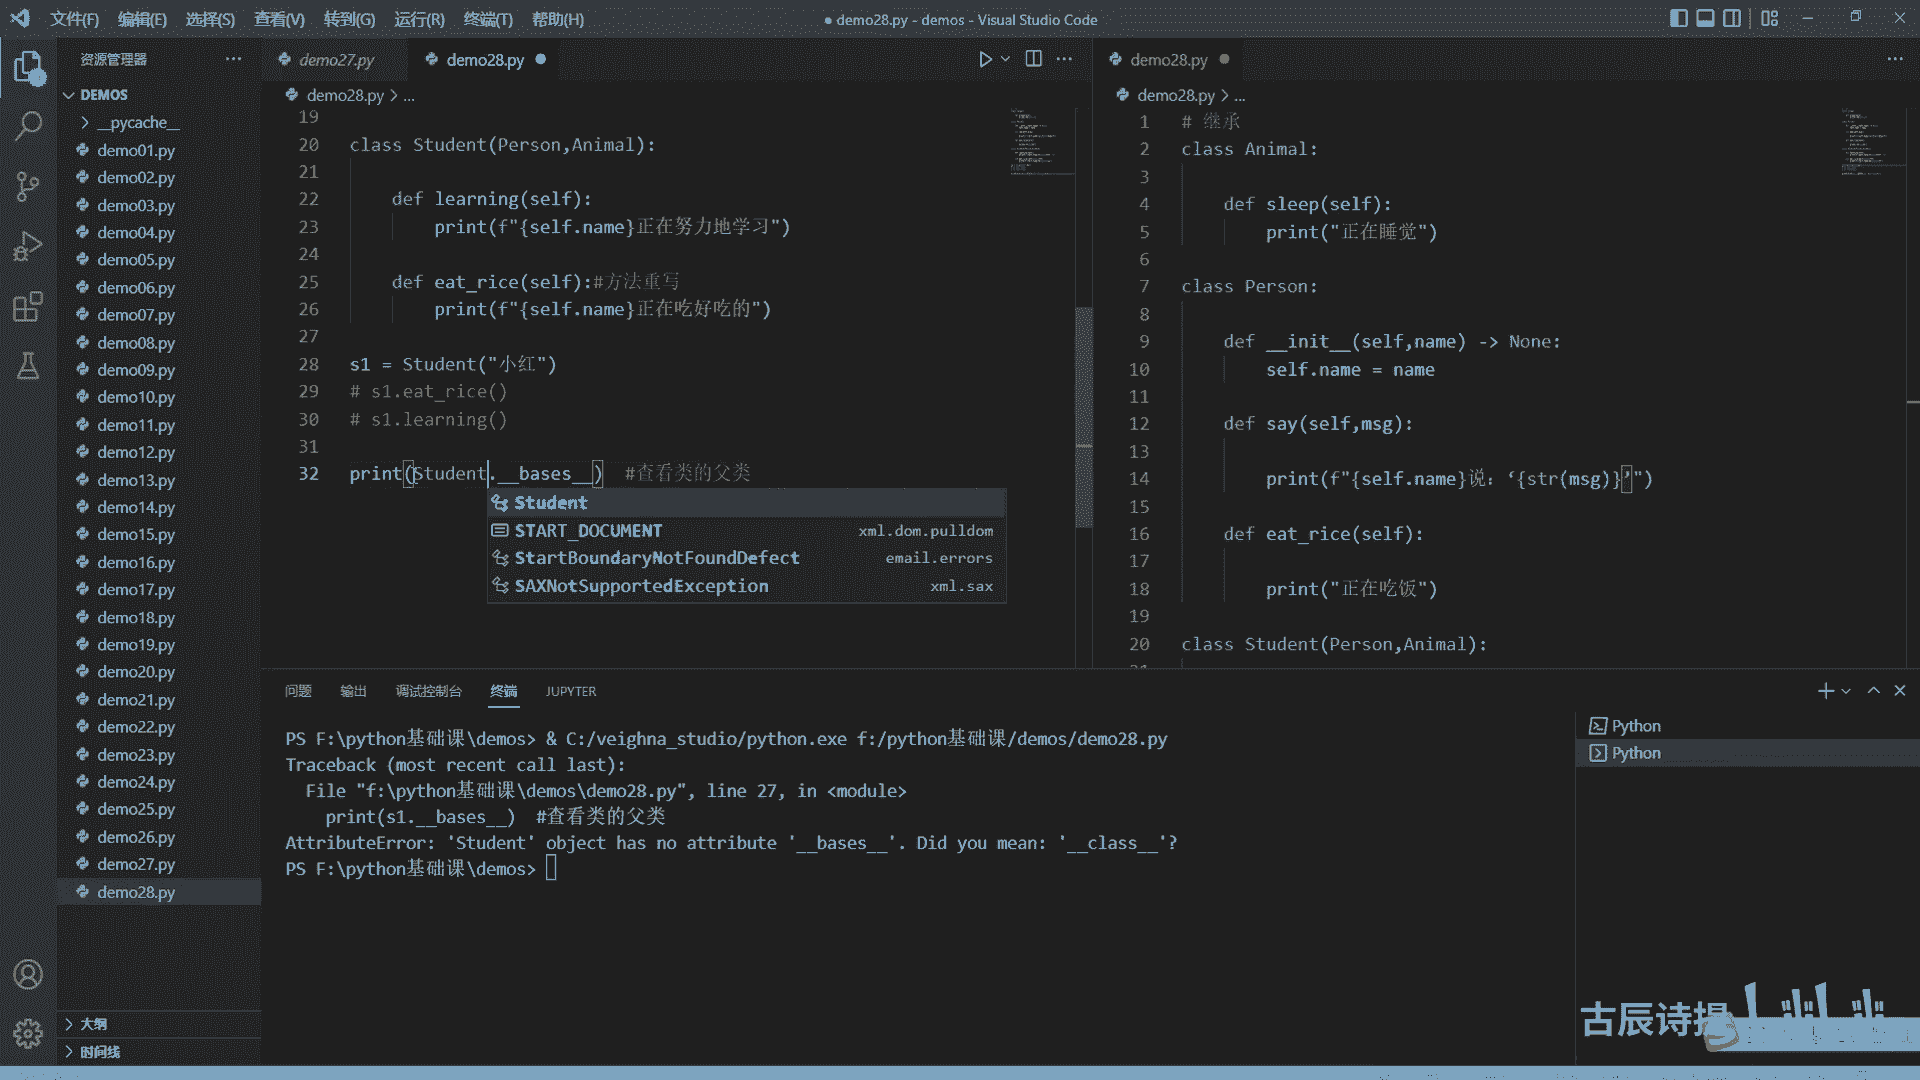 文件(F) 编辑(E) 选择(S) 查看(V) 转到(G) 运行(R) 终端(T) 帮助(H)
● demo28.py - demos - Visual Studio Code
资源管理器
DEMOS
__pycache__
demo01.py
demo02.py
demo03.py
demo04.py
demo05.py
demo06.py
demo07.py
demo08.py
demo09.py
demo10.py
demo11.py
demo12.py
demo13.py
demo14.py
demo15.py
demo16.py
demo17.py
demo18.py
demo19.py
demo20.py
demo21.py
demo22.py
demo23.py
demo24.py
demo25.py
demo26.py
demo27.py
demo28.py
大纲
时间线
demo27.py demo28.py
demo28.py > ...
19
20 class Student(Person,Animal):
21
22 def learning(self):
23 print(f"{self.name}正在努力地学习")
24
25 def eat_rice(self):#方法重写
26 print(f"{self.name}正在吃好吃的")
27
28 s1 = Student("小红")
29 # s1.eat_rice()
30 # s1.learning()
31
32 print(Student.__bases__) #查看类的父类
Student
START_DOCUMENT xml.dom.pulldom
StartBoundaryNotFoundDefect email.errors
SAXNotSupportedException xml.sax
demo28.py
demo28.py > ...
1 # 继承
2 class Animal:
3
4 def sleep(self):
5 print("正在睡觉")
6
7 class Person:
8
9 def __init__(self,name) -> None:
10 self.name = name
11
12 def say(self,msg):
13
14 print(f"{self.name}说：‘{str(msg)}’")
15
16 def eat_rice(self):
17
18 print("正在吃饭")
19
20 class Student(Person,Animal):
问题 输出 调试控制台 终端 JUPYTER
PS F:\python基础课\demos> & C:/veighna_studio/python.exe f:/python基础课/demos/demo28.py
Traceback (most recent call last):
File "f:\python基础课\demos\demo28.py", line 27, in <module>
print(s1.__bases__) #查看类的父类
AttributeError: 'Student' object has no attribute '__bases__'. Did you mean: '__class__'?
PS F:\python基础课\demos>
Python
Python
古辰诗提